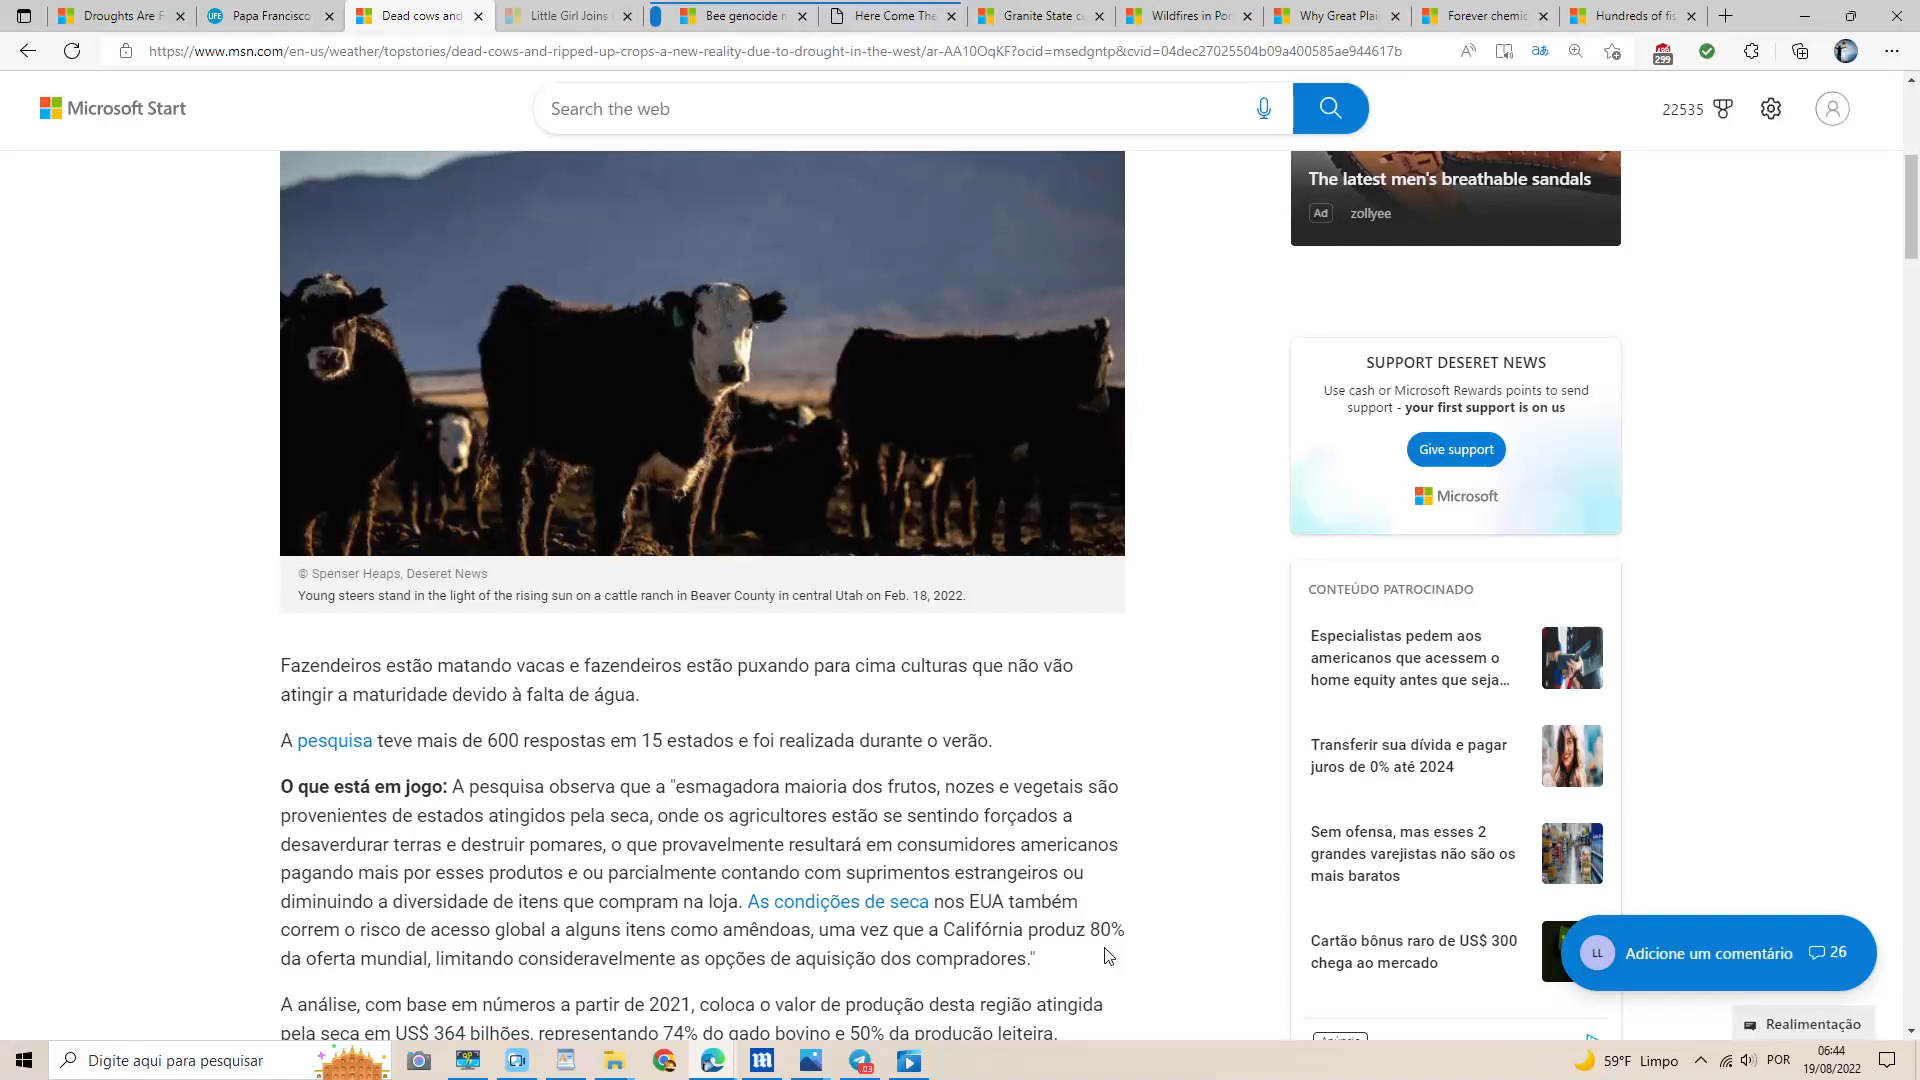 Droughts Are F
Papa Francisco
Dead cows and
Little Girl Joins
Bee genocide
Here Come The
Granite State c
Wildfires in Por
Why Great Plai
Forever chemic
Hundreds of fis
https://www.msn.com/en-us/weather/topstories/dead-cows-and-ripped-up-crops-a-new-reality-due-to-drought-in-the-west/ar-AA10OqKF?ocid=msedgntp&cvid=04dec27025504b09a400585ae944617b
299
Microsoft Start
Search the web
22535
The latest men's breathable sandals
Ad zollyee
SUPPORT DESERET NEWS
Use cash or Microsoft Rewards points to send
support - your first support is on us
Give support
Microsoft
© Spenser Heaps, Deseret News
Young steers stand in the light of the rising sun on a cattle ranch in Beaver County in central Utah on Feb. 18, 2022.
Fazendeiros estão matando vacas e fazendeiros estão puxando para cima culturas que não vão
atingir a maturidade devido à falta de água.
A pesquisa teve mais de 600 respostas em 15 estados e foi realizada durante o verão.
O que está em jogo: A pesquisa observa que a "esmagadora maioria dos frutos, nozes e vegetais são
provenientes de estados atingidos pela seca, onde os agricultores estão se sentindo forçados a
desaverdurar terras e destruir pomares, o que provavelmente resultará em consumidores americanos
pagando mais por esses produtos e ou parcialmente contando com suprimentos estrangeiros ou
diminuindo a diversidade de itens que compram na loja. As condições de seca nos EUA também
correm o risco de acesso global a alguns itens como amêndoas, uma vez que a Califórnia produz 80%
da oferta mundial, limitando consideravelmente as opções de aquisição dos compradores."
A análise, com base em números a partir de 2021, coloca o valor de produção desta região atingida
pela seca em US$ 364 bilhões, representando 74% do gado bovino e 50% da produção leiteira.
CONTEÚDO PATROCINADO
Especialistas pedem aos
americanos que acessem o
home equity antes que seja...
Transferir sua dívida e pagar
juros de 0% até 2024
Sem ofensa, mas esses 2
grandes varejistas não são os
mais baratos
Cartão bônus raro de US$ 300
chega ao mercado
LL Adicione um comentário 26
Realimentação
Digite aqui para pesquisar
59°F Limpo
POR
06:44
19/08/2022